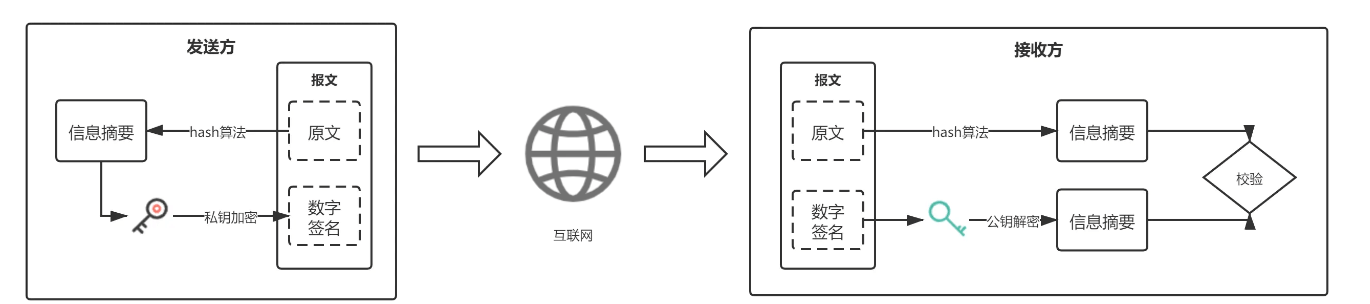 发送方
报文
信息摘要
hash算法
原文
私钥加密
数字
签名
互联网
接收方
报文
原文
hash算法
信息摘要
校验
数字
签名
公钥解密
信息摘要